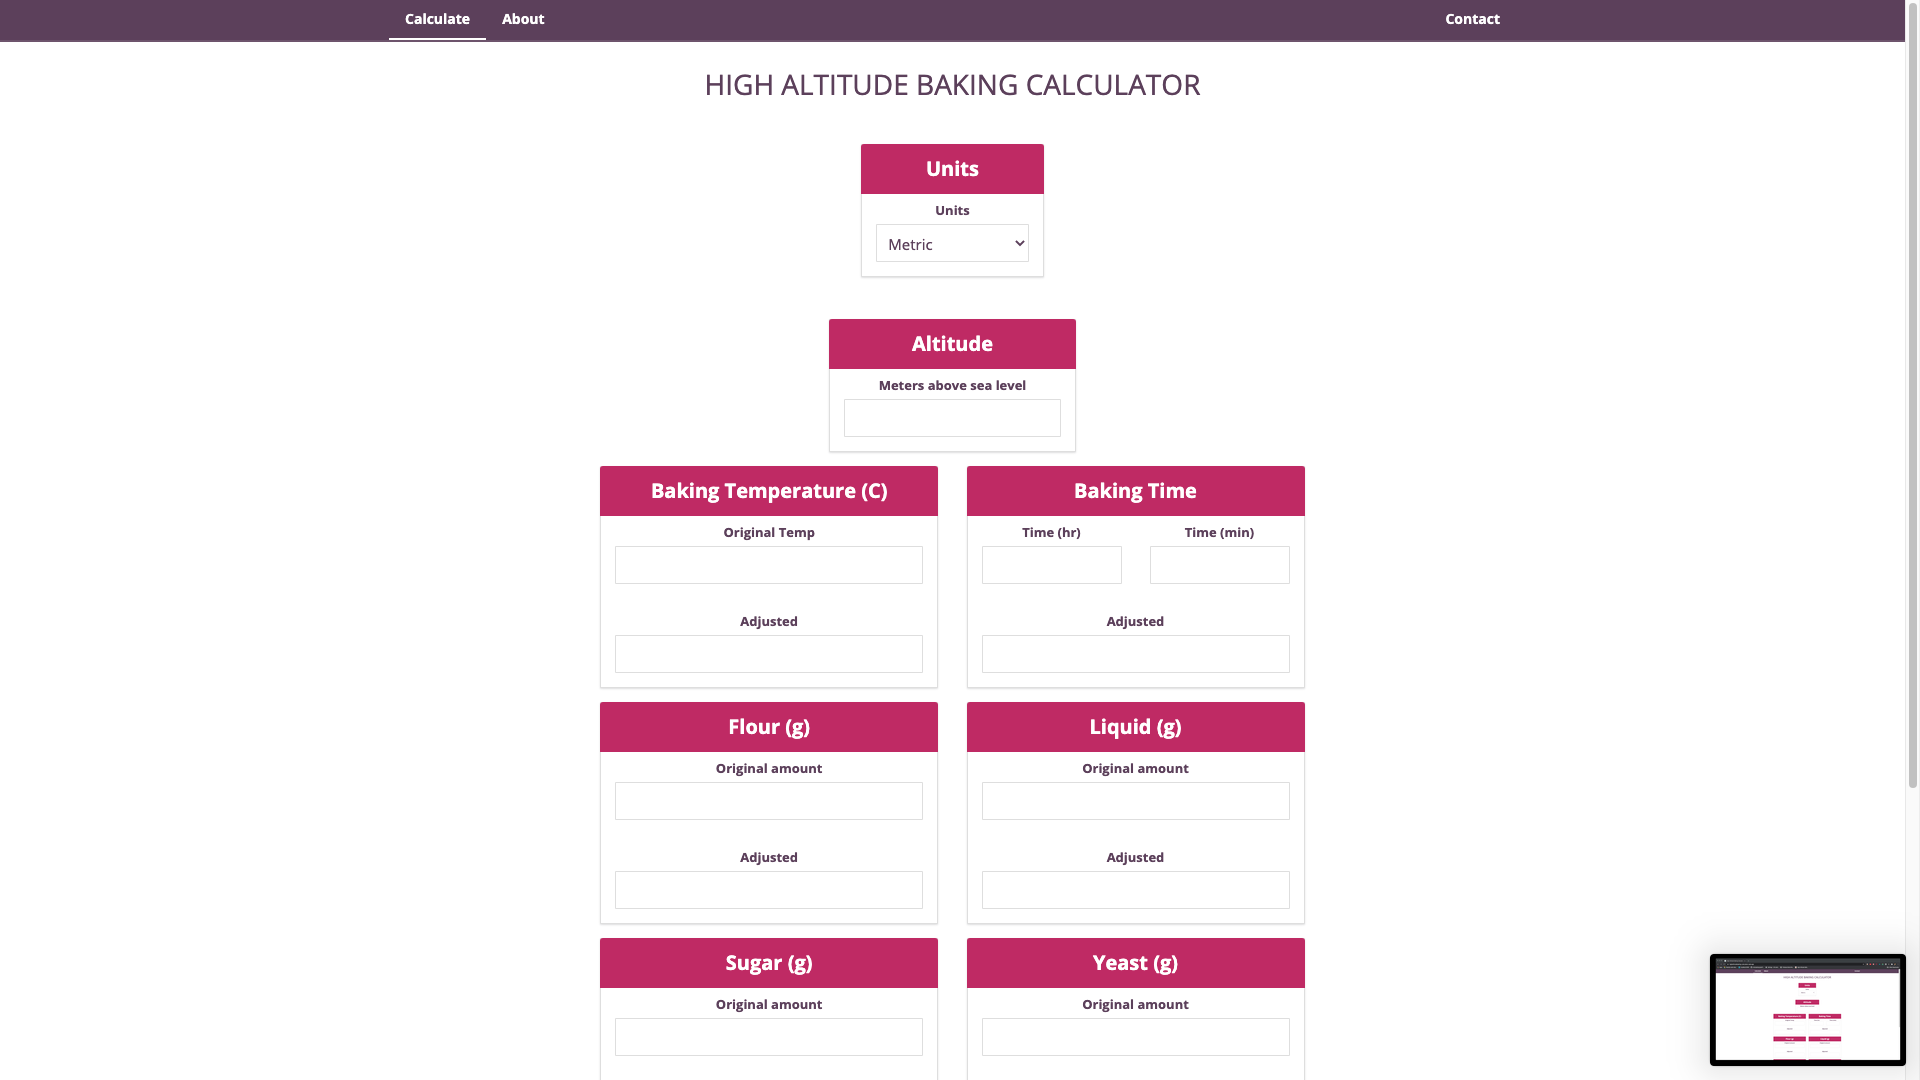 Calculate About Contact
HIGH ALTITUDE BAKING CALCULATOR
Units
Units
Metric
Altitude
Meters above sea level
Baking Temperature (C)
Original Temp
Adjusted
Baking Time
Time (hr) Time (min)
Adjusted
Flour (g)
Original amount
Adjusted
Liquid (g)
Original amount
Adjusted
Sugar (g)
Original amount
Yeast (g)
Original amount